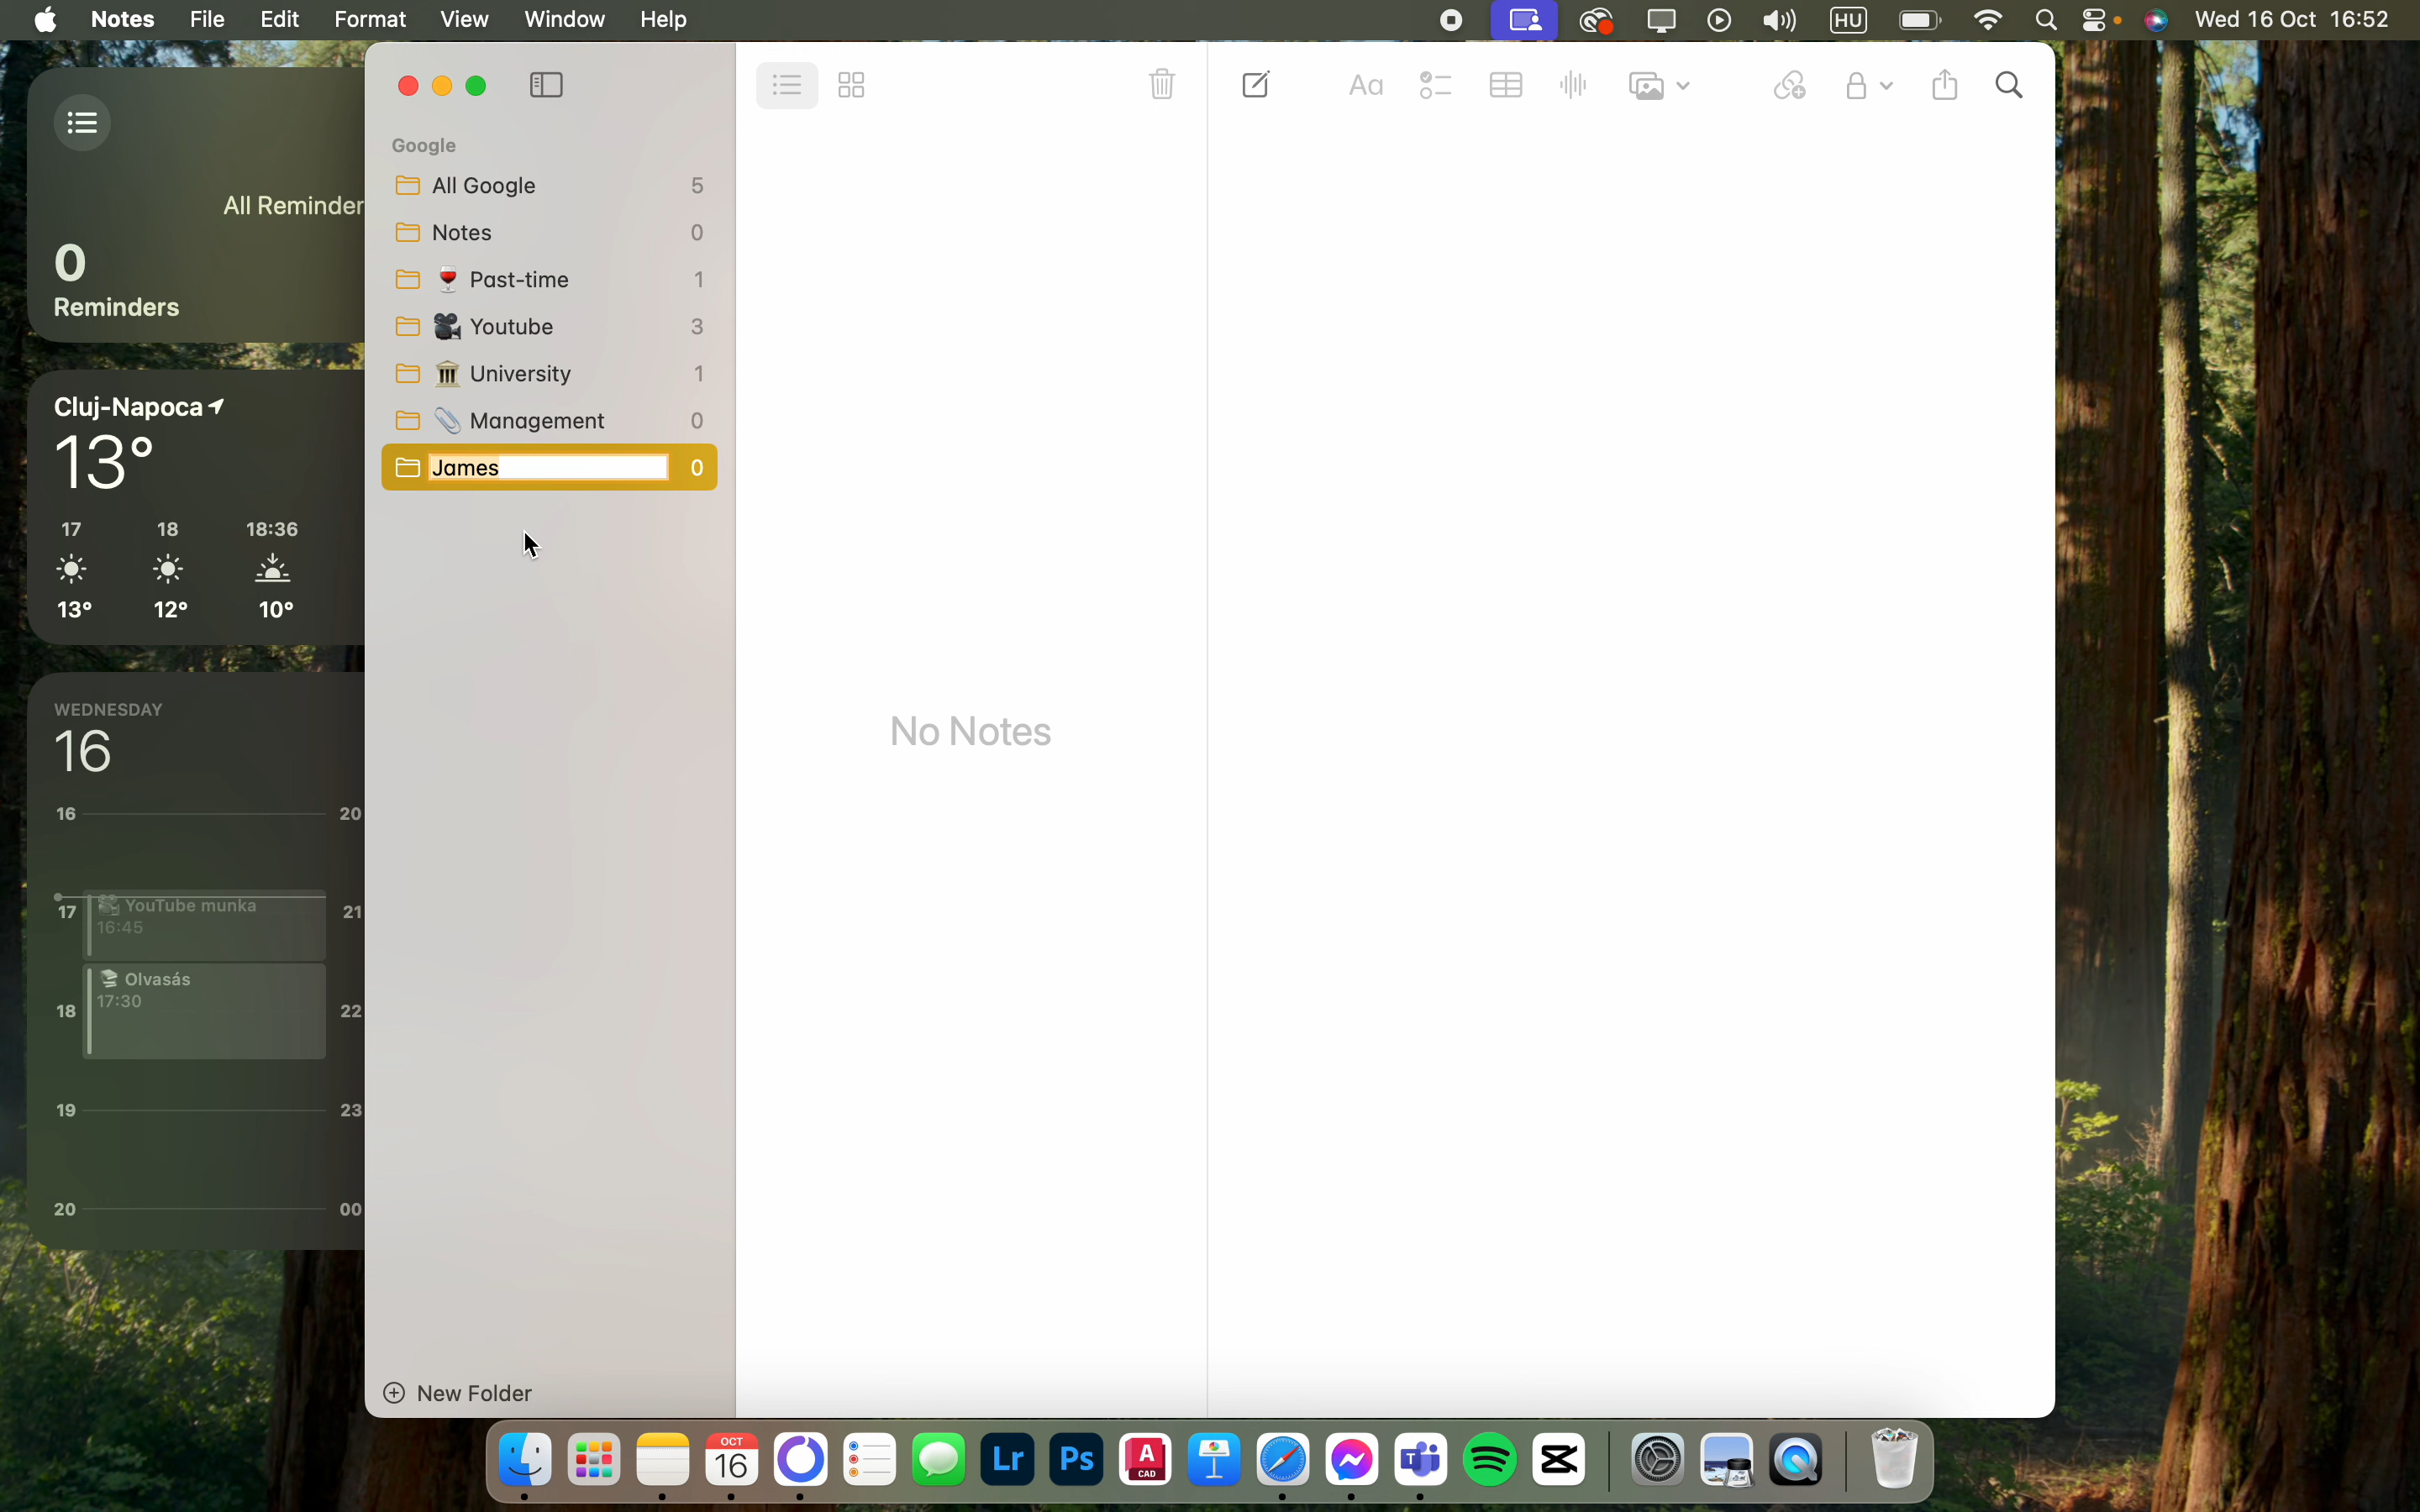 Notes File Edit Format View Window Help HU Wed 16 Oct 16:52
All Reminder
0
Reminders
Cluj-Napoca
13°
17 18 18:36
13° 12° 10°
WEDNESDAY
16
16 20
17 21
YouTube munka
16:45
Olvasás
17:30
18 22
19 23
20 00
Google
All Google 5
Notes 0
Past-time 1
Youtube 3
University 1
Management 0
James 0
New Folder
No Notes
Aa
OCT
16
Lr
Ps
A
CAD
T